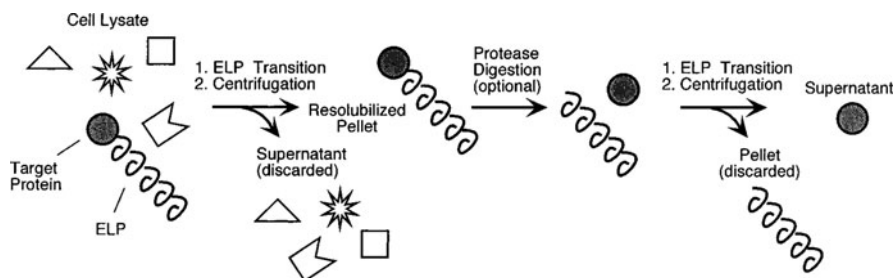 Cell Lysate
Target
Protein
ELP
1. ELP Transition
2. Centrifugation
Supernatant
(discarded)
Resolubilized
Pellet
Protease
Digestion
(optional)
1. ELP Transition
2. Centrifugation
Pellet
(discarded)
Supernatant